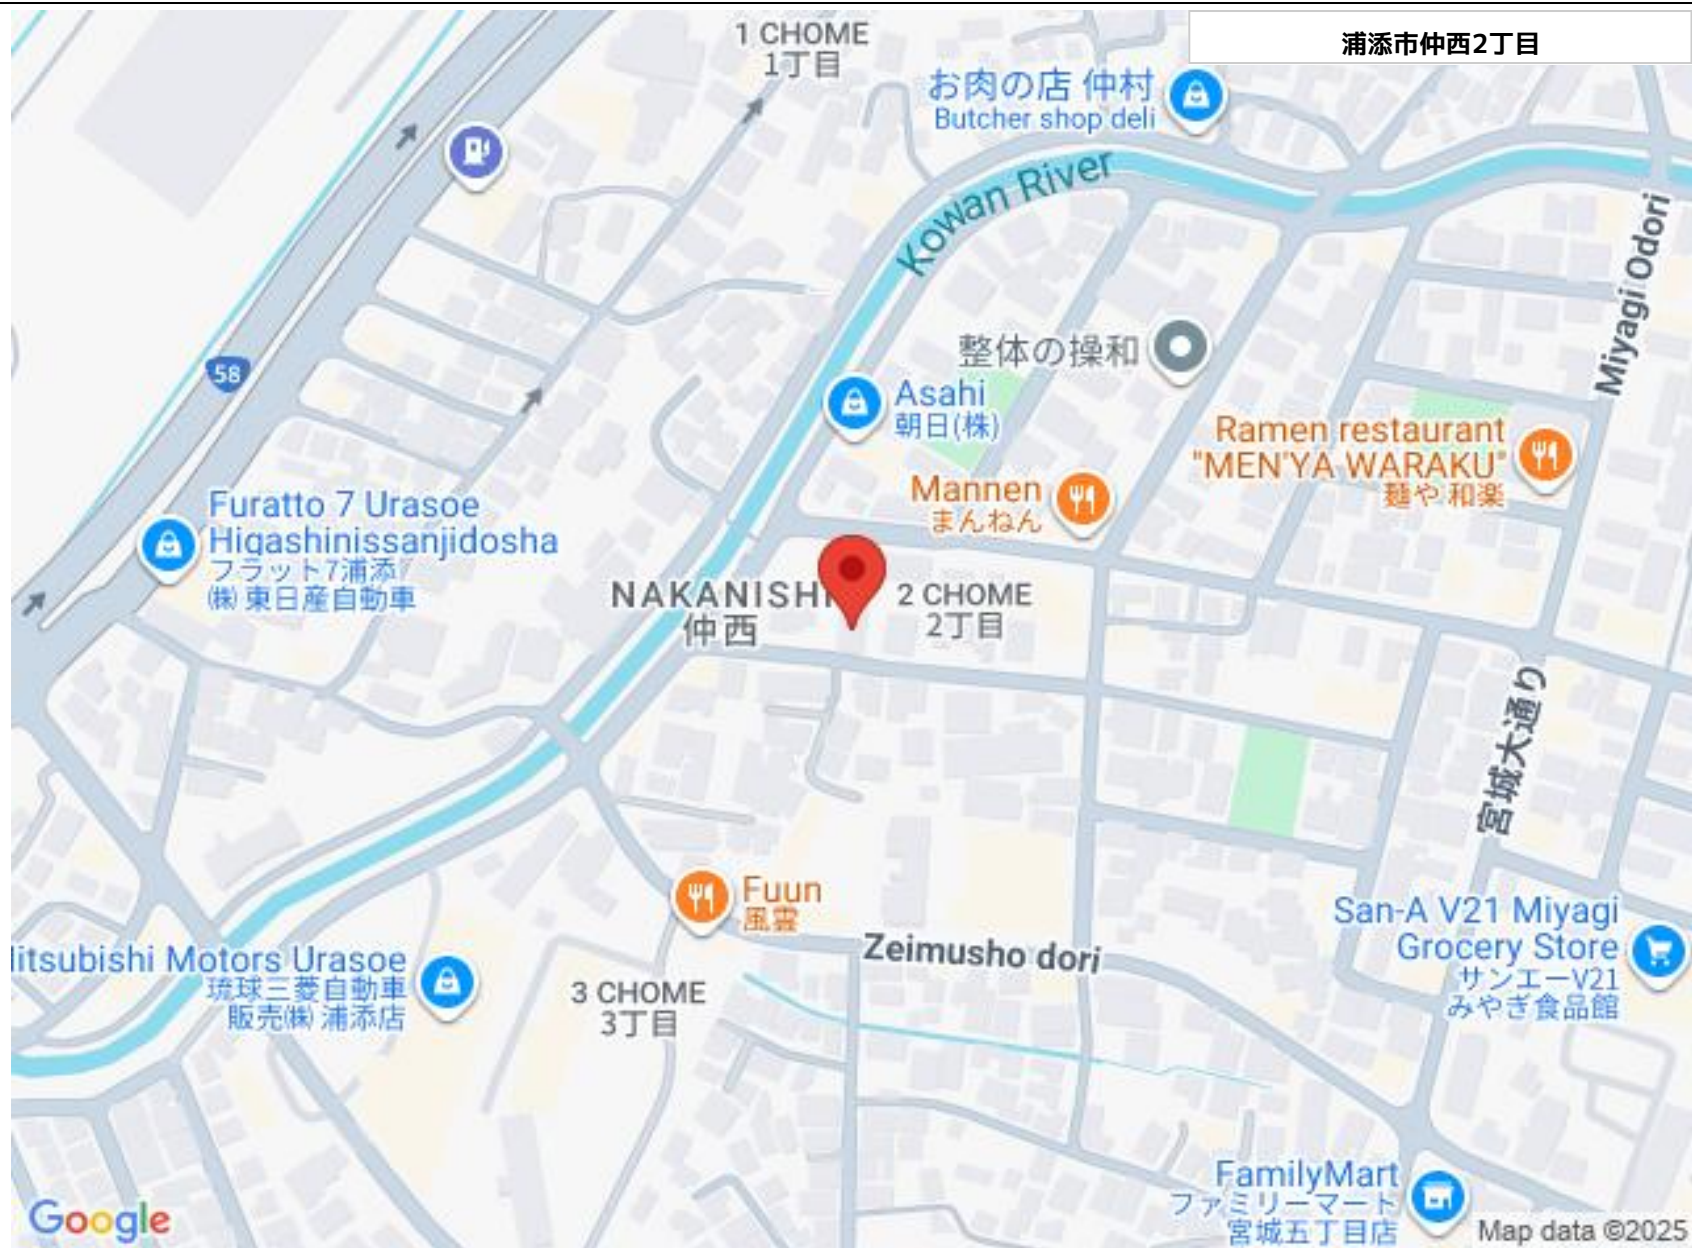 浦添市仲西2丁目
1 CHOME
1丁目
お肉の店 仲村
Butcher shop deli
Kowan River
Miyagi Odori
整体の操和
58
Asahi
朝日(株)
Ramen restaurant
"MEN'YA WARAKU"
麺や 和楽
Mannen
まんねん
Furatto 7 Urasoe
Higashinissanjidosha
フラット7浦添
㈱ 東日産自動車
NAKANISHI
仲西
2 CHOME
2丁目
宮城大通り
Fuun
風雲
San-A V21 Miyagi
Grocery Store
サンエーV21
みやぎ食品館
Zeimusho dori
litsubishi Motors Urasoe
琉球三菱自動車
販売㈱ 浦添店
3 CHOME
3丁目
FamilyMart
ファミリーマート
宮城五丁目店
Google
Map data ©2025